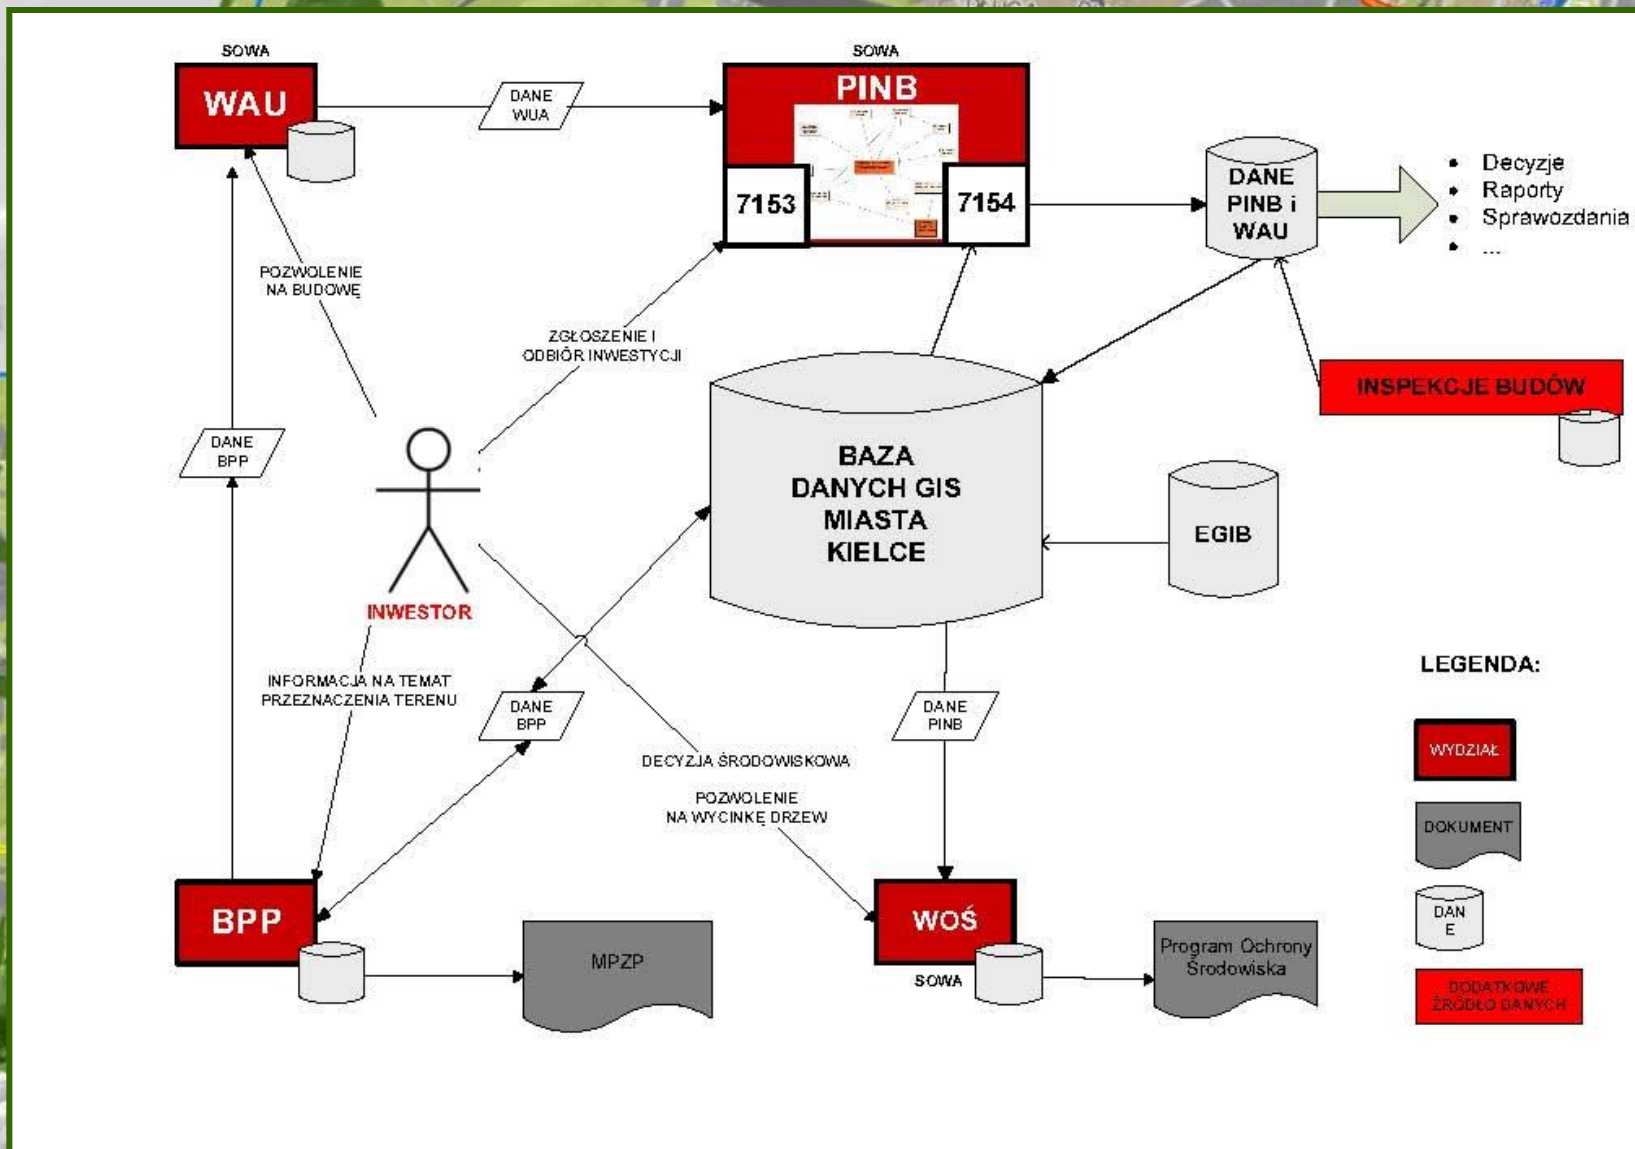 SOWA
WAU
DANE
WUA
SOWA
PINB
7153
7154
DANE
PINB i
WAU
• Decyzje
• Raporty
• Sprawozdania
• ...
POZWOLENIE
NA BUDOWĘ
ZGŁOSZENIE I
ODBIÓR INWESTYCJI
INSPEKCJE BUDÓW
DANE
BPP
BAZA
DANYCH GIS
MIASTA
KIELCE
EGIB
INWESTOR
INFORMACJA NA TEMAT
PRZEZNACZENIA TERENU
DANE
BPP
DANE
PINB
DECYZJA ŚRODOWISKOWA
POZWOLENIE
NA WYCINKĘ DRZEW
BPP
MPZP
WOŚ
SOWA
Program Ochrony
Środowiska
LEGENDA:
WYDZIAŁ
DOKUMENT
DAN
E
DODATKOWE
ŹRÓDŁO DANYCH